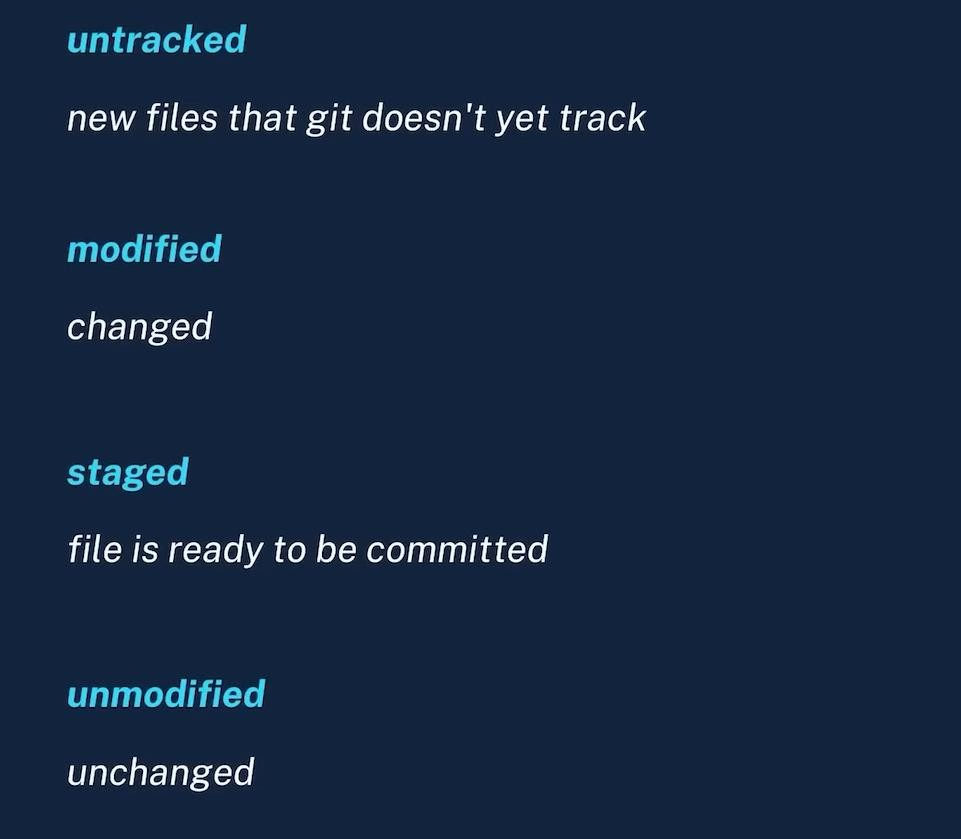 untracked
new files that git doesn't yet track
modified
changed
staged
file is ready to be committed
unmodified
unchanged